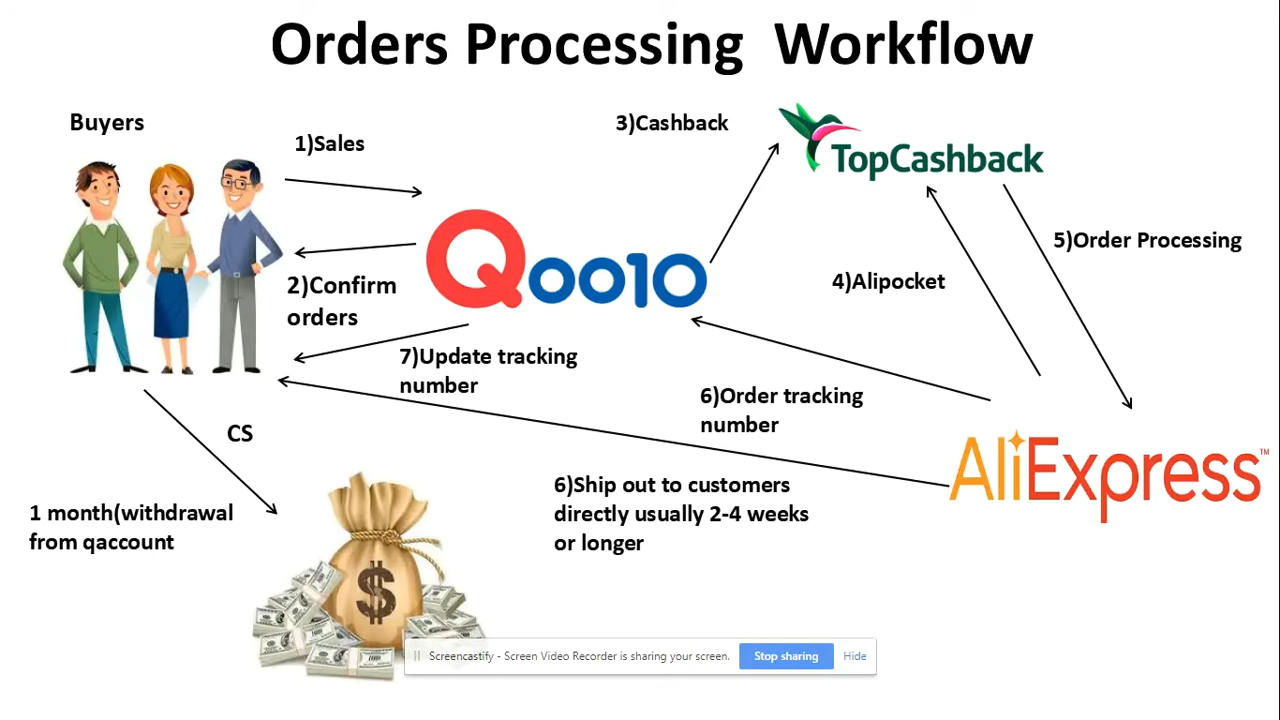 Orders Processing  Workflow
Buyers
1)Sales
3)Cashback
TopCashback
5)Order Processing
Qoo10
2)Confirm
orders
4)Alipocket
7)Update tracking
number
6)Order tracking
number
CS
AliExpress™
1 month(withdrawal
from qaccount
6)Ship out to customers
directly usually 2-4 weeks
or longer
$
Screencastify - Screen Video Recorder is sharing your screen.
Stop sharing
Hide